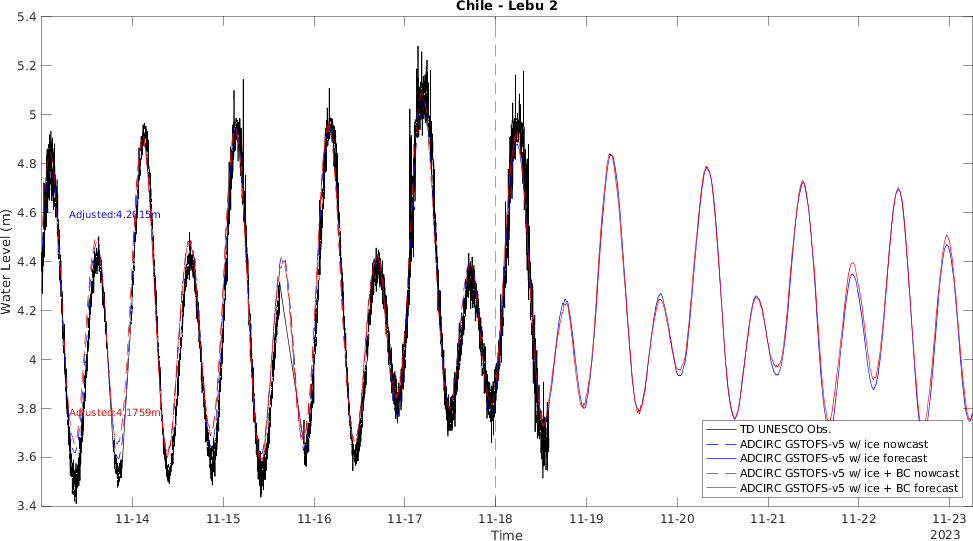 Chile - Lebu 2
5.4
5.2
5
4.8
4.6
4.4
4.2
4
3.8
3.6
3.4
Water Level (m)
Adjusted:4.2015m
Adjusted:4.1759m
TD UNESCO Obs.
ADCIRC GSTOFS-v5 w/ ice nowcast
ADCIRC GSTOFS-v5 w/ ice forecast
ADCIRC GSTOFS-v5 w/ ice + BC nowcast
ADCIRC GSTOFS-v5 w/ ice + BC forecast
11-14 11-15 11-16 11-17 11-18 11-19 11-20 11-21 11-22 11-23
Time 2023